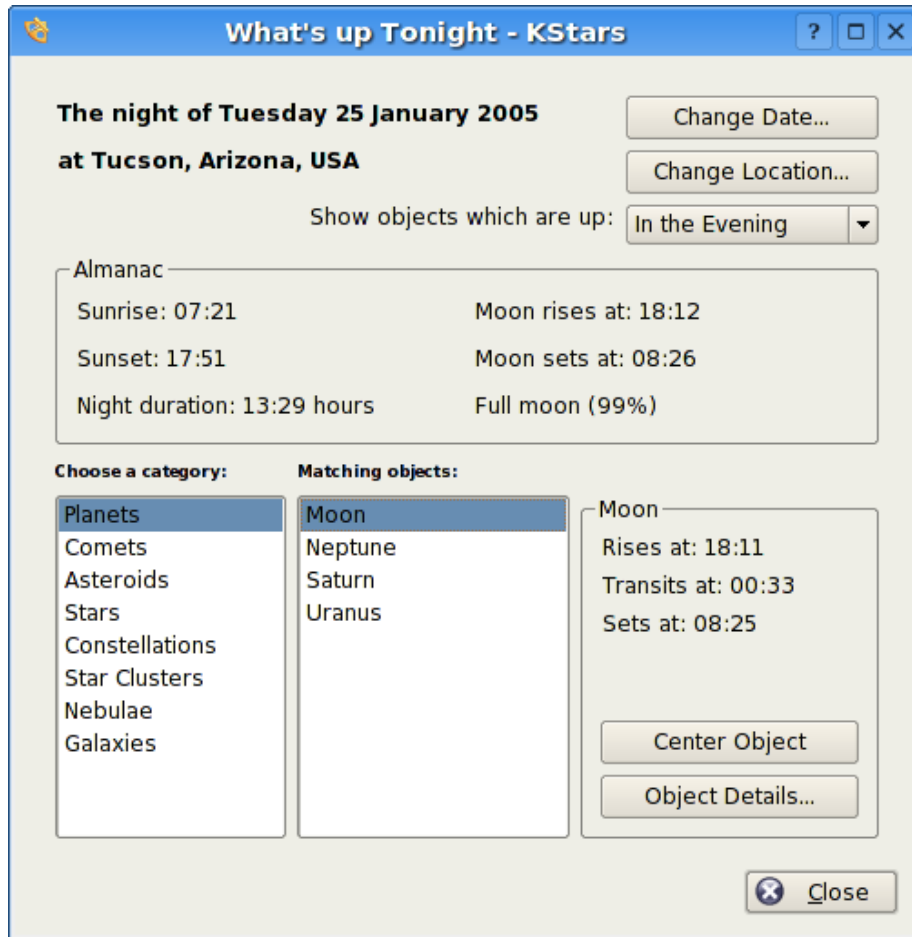 What's up Tonight - KStars
?
The night of Tuesday 25 January 2005
Change Date...
at Tucson, Arizona, USA
Change Location...
Show objects which are up:
In the Evening
Almanac
Sunrise: 07:21
Moon rises at: 18:12
Sunset: 17:51
Moon sets at: 08:26
Night duration: 13:29 hours
Full moon (99%)
Choose a category:
Planets
Comets
Asteroids
Stars
Constellations
Star Clusters
Nebulae
Galaxies
Matching objects:
Moon
Neptune
Saturn
Uranus
Moon
Rises at: 18:11
Transits at: 00:33
Sets at: 08:25
Center Object
Object Details...
Close